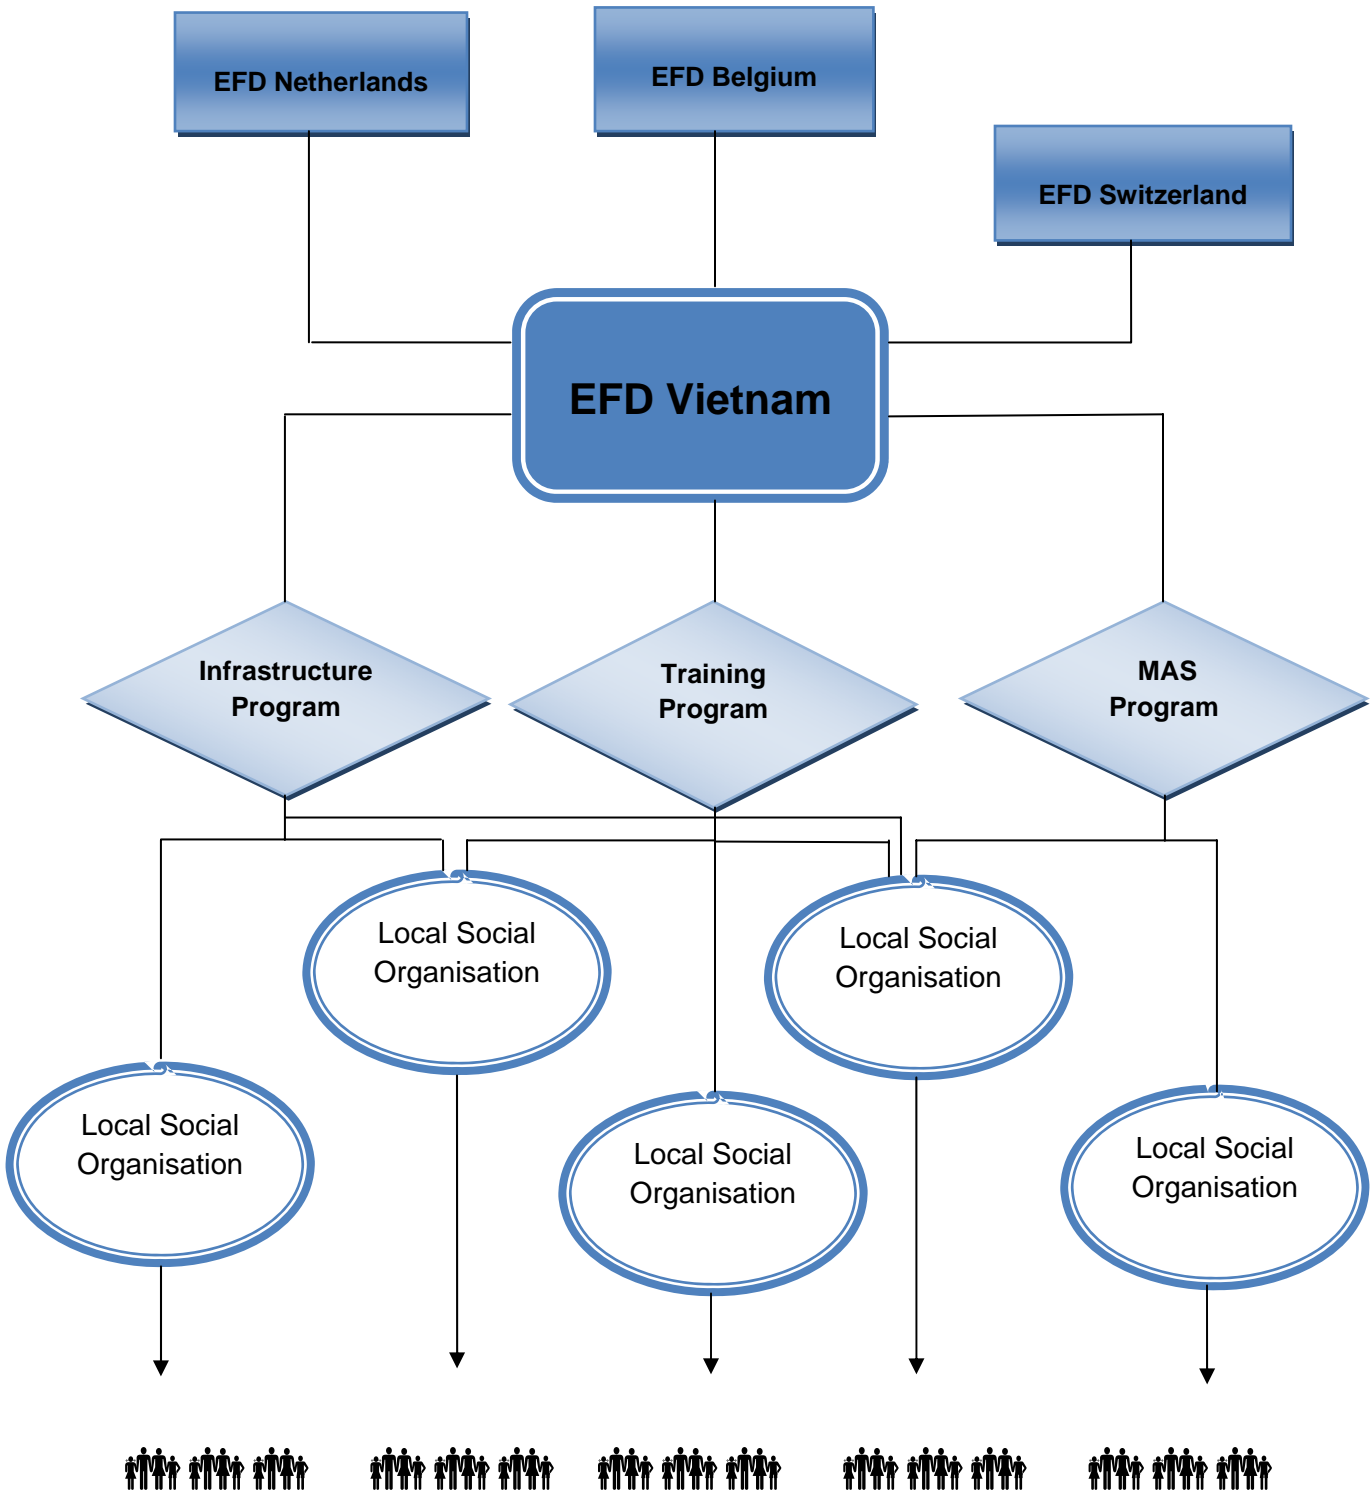 EFD Netherlands
EFD Belgium
EFD Switzerland
EFD Vietnam
Infrastructure
Program
Training
Program
MAS
Program
Local Social
Organisation
Local Social
Organisation
Local Social
Organisation
Local Social
Organisation
Local Social
Organisation